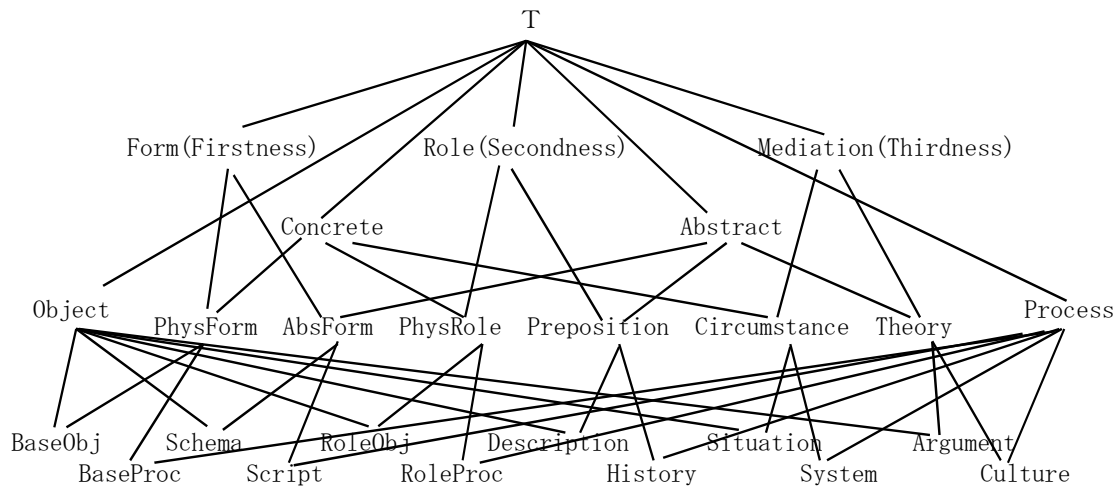 T
Form(Firstness) Role(Secondness) Mediation(Thirdness)
Concrete Abstract
Object Process
PhysForm AbsForm PhysRole Preposition Circumstance Theory
BaseObj Schema RoleObj Description Situation Argument
BaseProc Script RoleProc History System Culture